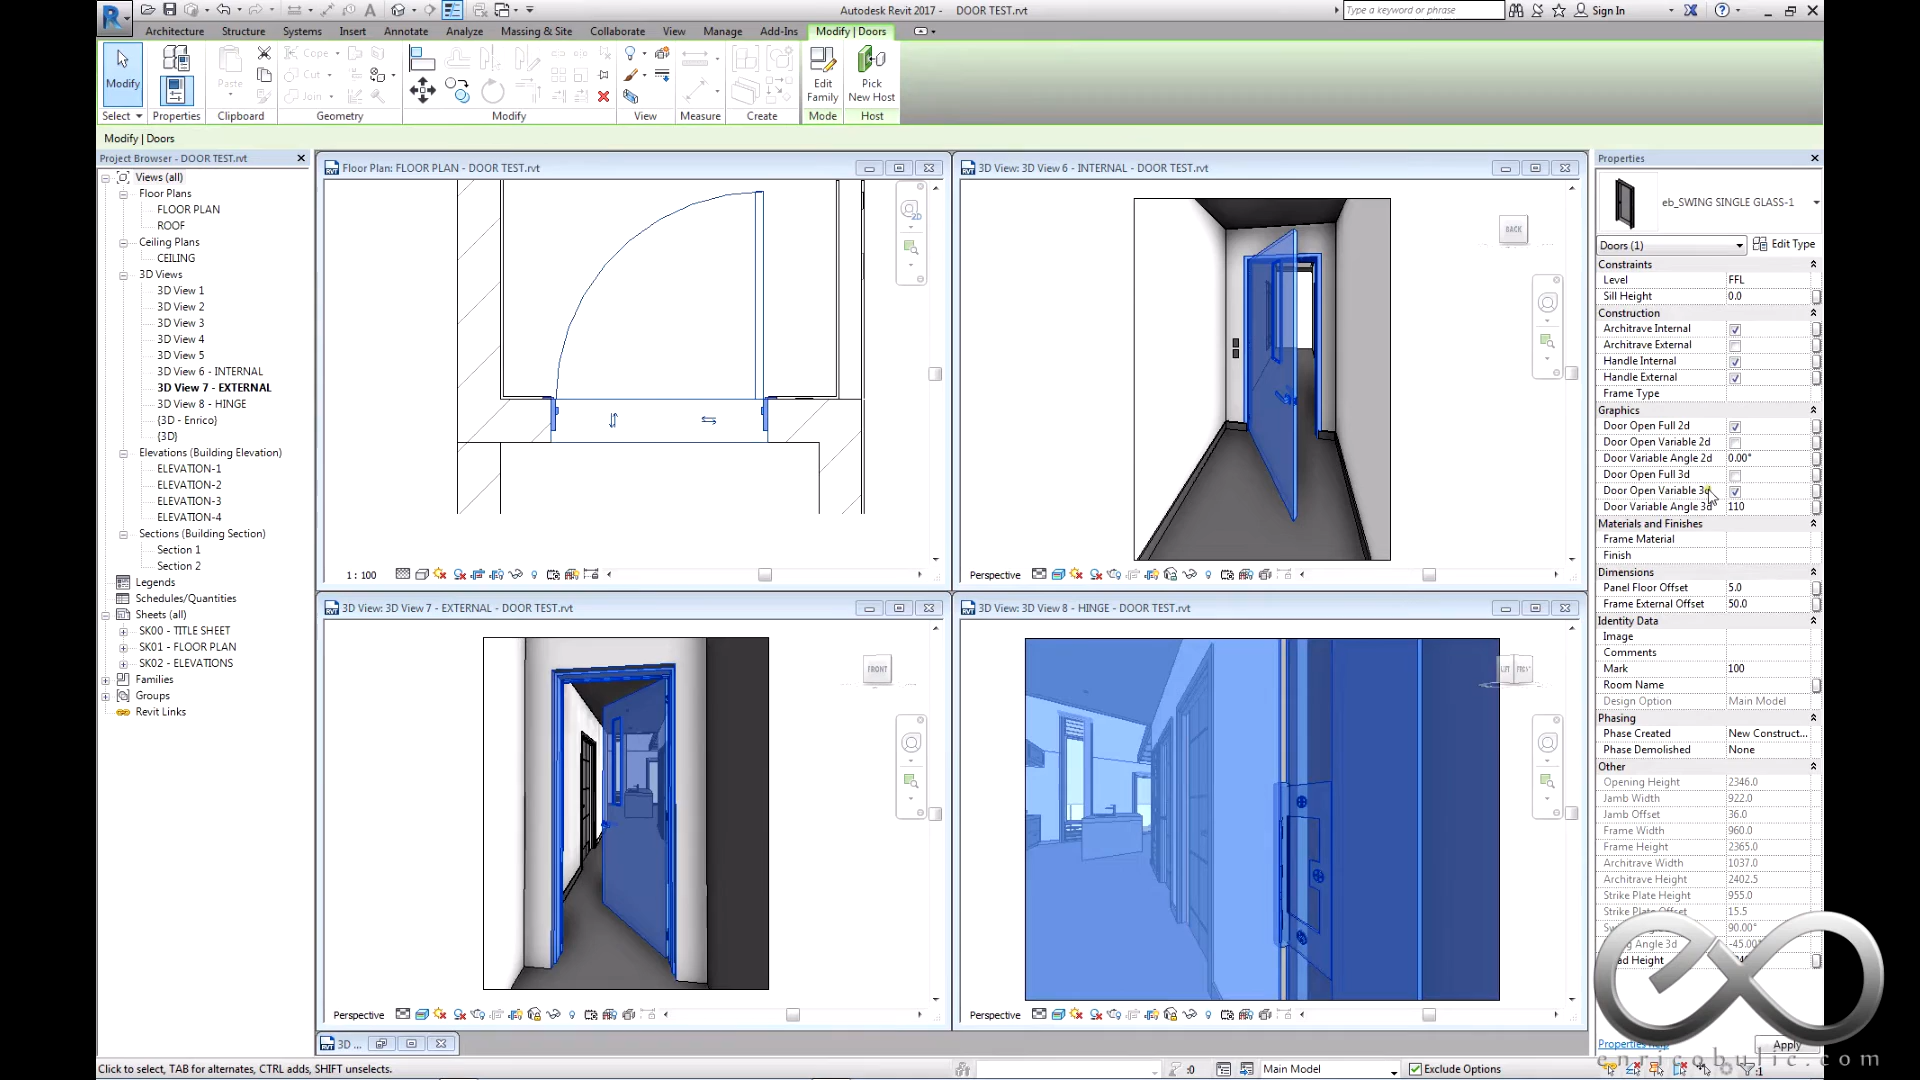 Autodesk Revit 2017 - DOOR TEST.rvt
Type a keyword or phrase
Sign In
Architecture Structure Systems Insert Annotate Analyze Massing & Site Collaborate View Manage Add-Ins Modify | Doors
Modify
Paste
Cope
Cut
Join
Edit Family
Pick New Host
Select Properties Clipboard Geometry Modify View Measure Create Mode Host
Modify | Doors
Project Browser - DOOR TEST.rvt
Views (all)
Floor Plans
FLOOR PLAN
ROOF
Ceiling Plans
CEILING
3D Views
3D View 1
3D View 2
3D View 3
3D View 4
3D View 5
3D View 6 - INTERNAL
3D View 7 - EXTERNAL
3D View 8 - HINGE
{3D - Enrico}
{3D}
Elevations (Building Elevation)
ELEVATION-1
ELEVATION-2
ELEVATION-3
ELEVATION-4
Sections (Building Section)
Section 1
Section 2
Legends
Schedules/Quantities
Sheets (all)
SK00 - TITLE SHEET
SK01 - FLOOR PLAN
SK02 - ELEVATIONS
Families
Groups
Revit Links
Floor Plan: FLOOR PLAN - DOOR TEST.rvt
2D
1 : 100
3D View: 3D View 6 - INTERNAL - DOOR TEST.rvt
BACK
Perspective
3D View: 3D View 7 - EXTERNAL - DOOR TEST.rvt
FRONT
Perspective
3D View: 3D View 8 - HINGE - DOOR TEST.rvt
LEFT
Perspective
3D ...
Properties
eb_SWING SINGLE GLASS-1
Doors (1)
Edit Type
Constraints
Level FFL
Sill Height 0.0
Construction
Architrave Internal
Architrave External
Handle Internal
Handle External
Frame Type
Graphics
Door Open Full 2d
Door Open Variable 2d
Door Variable Angle 2d 0.00°
Door Open Full 3d
Door Open Variable 3d
Door Variable Angle 3d 110
Materials and Finishes
Frame Material
Finish
Dimensions
Panel Floor Offset 5.0
Frame External Offset 50.0
Identity Data
Image
Comments
Mark 100
Room Name
Design Option Main Model
Phasing
Phase Created New Construct...
Phase Demolished None
Other
Opening Height 2346.0
Jamb Width 922.0
Jamb Offset 36.0
Frame Width 960.0
Frame Height 2365.0
Architrave Width 1037.0
Architrave Height 2402.5
Strike Plate Height 955.0
Strike Plate Offset 15.5
90.00°
Angle 3d -45.00°
Height
Properties help
Apply
enricobulic.com
Click to select, TAB for alternates, CTRL adds, SHIFT unselects.
:0
Main Model
Exclude Options
:1